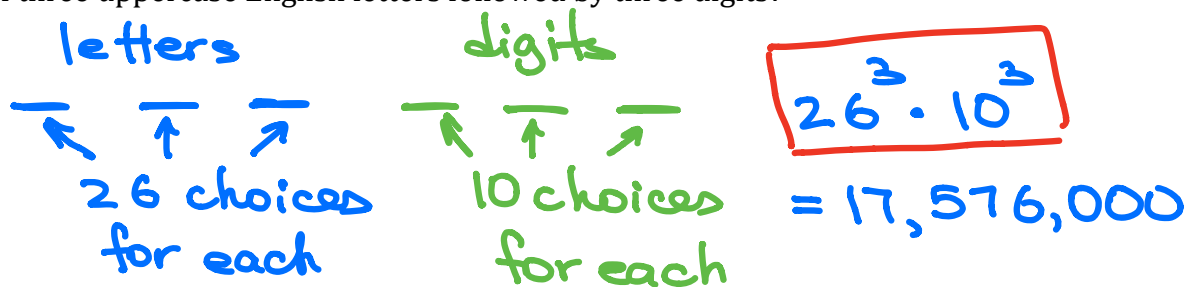 three uppercase English letters followed by three digits?
letters digits
26³ · 10³
26 choices 10 choices
= 17,576,000
for each for each